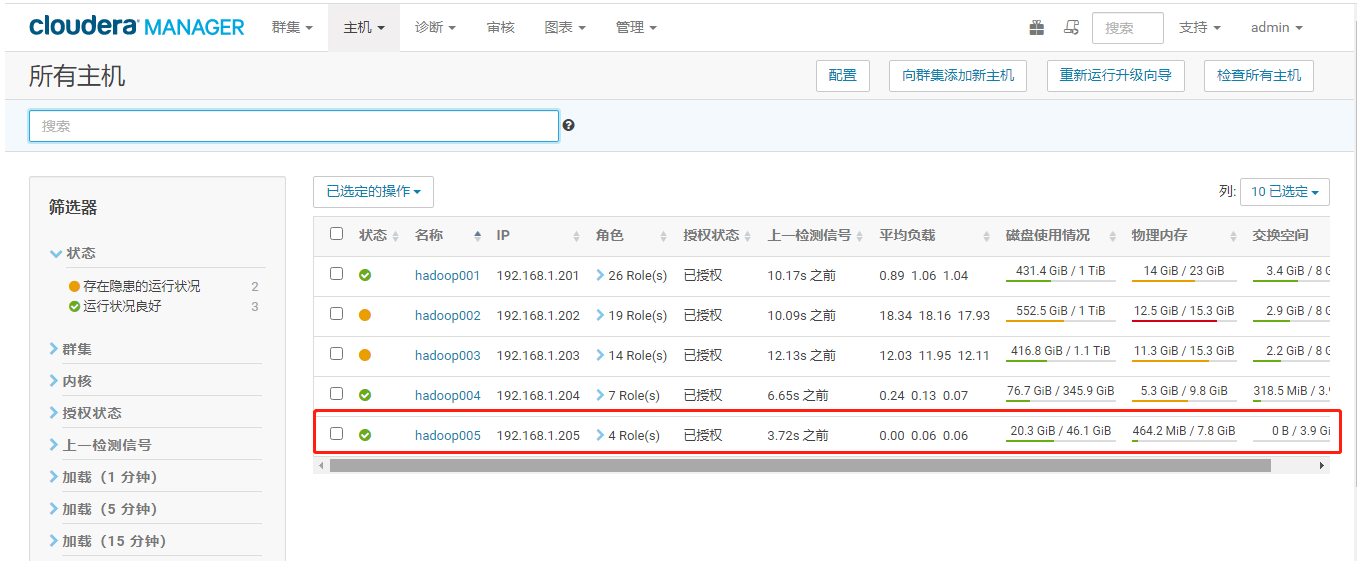 cloudera MANAGER 群集 主机 诊断 审核 图表 管理 搜索 支持 admin
所有主机 配置 向群集添加新主机 重新运行升级向导 检查所有主机
搜索
筛选器
状态
存在隐患的运行状况 2
运行状况良好 3
群集
内核
授权状态
上一检测信号
加载（1 分钟）
加载（5 分钟）
加载（15 分钟）
已选定的操作 列: 10 已选定
状态 名称 IP 角色 授权状态 上一检测信号 平均负载 磁盘使用情况 物理内存 交换空间
hadoop001 192.168.1.201 26 Role(s) 已授权 10.17s 之前 0.89 1.06 1.04 431.4 GiB / 1 TiB 14 GiB / 23 GiB 3.4 GiB / 8 G
hadoop002 192.168.1.202 19 Role(s) 已授权 10.09s 之前 18.34 18.16 17.93 552.5 GiB / 1 TiB 12.5 GiB / 15.3 GiB 2.9 GiB / 8 G
hadoop003 192.168.1.203 14 Role(s) 已授权 12.13s 之前 12.03 11.95 12.11 416.8 GiB / 1.1 TiB 11.3 GiB / 15.3 GiB 2.2 GiB / 8 G
hadoop004 192.168.1.204 7 Role(s) 已授权 6.65s 之前 0.24 0.13 0.07 76.7 GiB / 345.9 GiB 5.3 GiB / 9.8 GiB 318.5 MiB / 3.9
hadoop005 192.168.1.205 4 Role(s) 已授权 3.72s 之前 0.00 0.06 0.06 20.3 GiB / 46.1 GiB 464.2 MiB / 7.8 GiB 0 B / 3.9 Gi